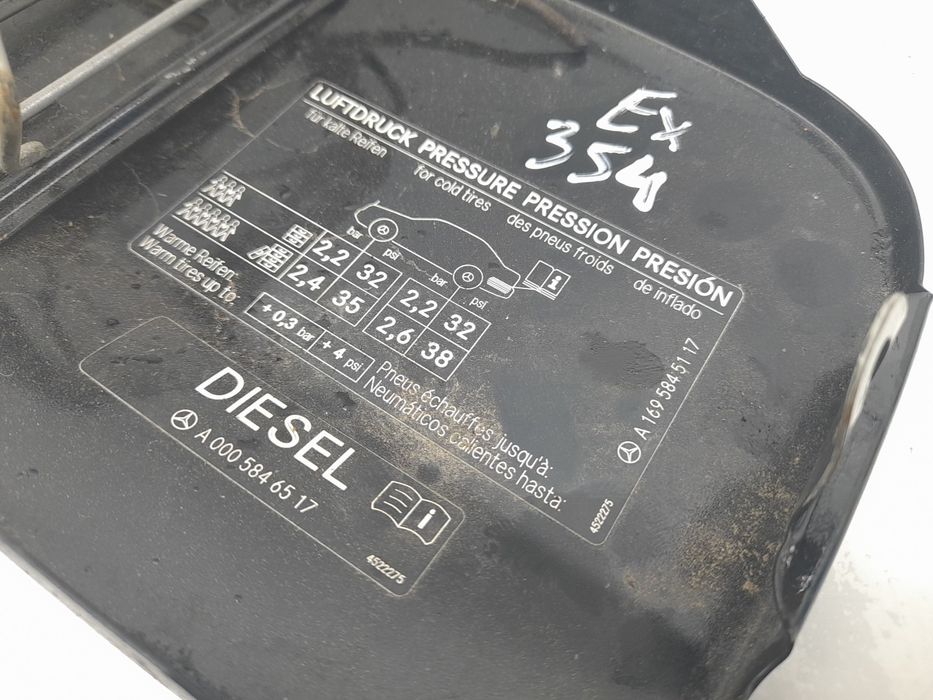 Ex
354
LUFTDRUCK PRESSURE PRESSION PRESIÓN
für kalte Reifen for cold tires des pneus froids de inflado
bar psi bar psi
i
2,2 32 2,2 32
2,4 35 2,6 38
Warme Reifen:
Warm tires up to:
+ 0,3 bar + 4 psi
Pneus échauffés jusqu'à:
Neumáticos calientes hasta:
A 169 584 51 17
4522275
DIESEL
A 000 584 65 17
i
4522275